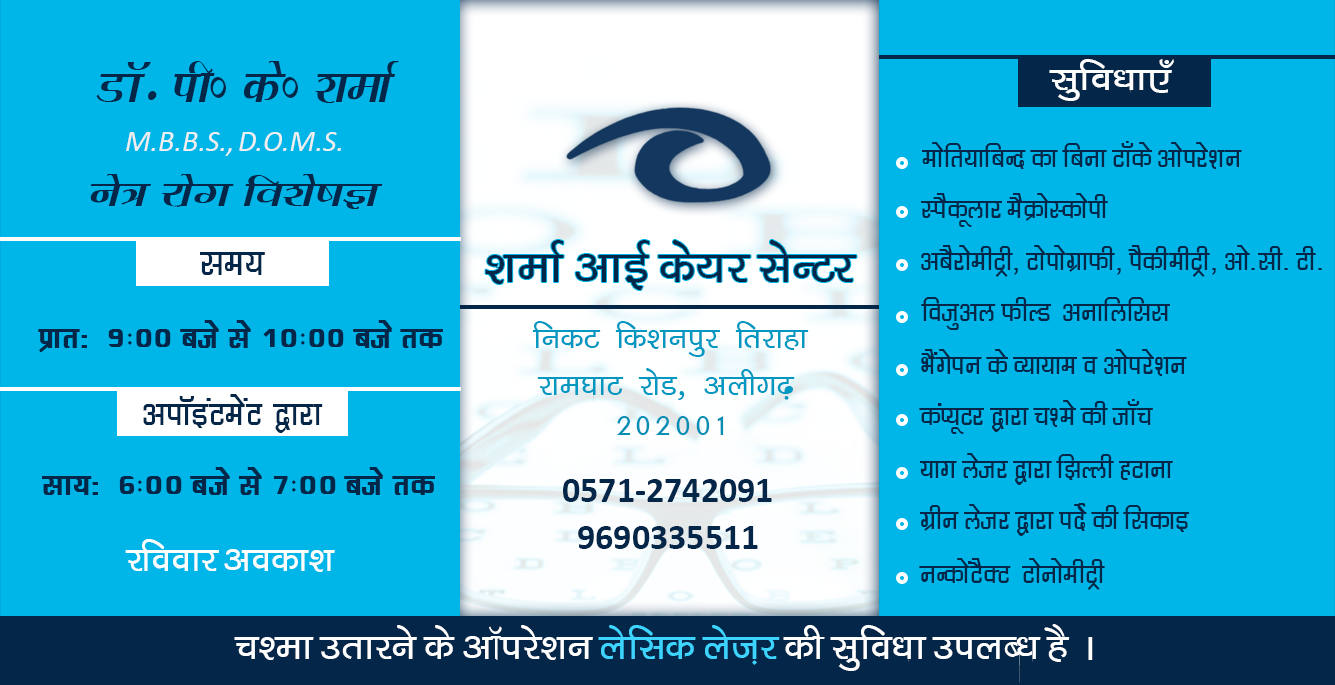 डॉ. पी० के० शर्मा
M.B.B.S., D.O.M.S.
नेत्र रोग विशेषज्ञ
समय
प्रातः 9:00 बजे से 10:00 बजे तक
अपॉइंटमेंट द्वारा
सायः 6:00 बजे से 7:00 बजे तक
रविवार अवकाश
शर्मा आई केयर सेन्टर
निकट किशनपुर तिराहा
रामघाट रोड, अलीगढ़
202001
0571-2742091
9690335511
सुविधाएँ
मोतियाबिन्द का बिना टाँके ओपरेशन
स्पैकूलार मैक्रोस्कोपी
अबैरोमीट्री, टोपोग्राफी, पैकीमीट्री, ओ.सी. टी.
विजुअल फील्ड अनालिसिस
भैंगेपन के व्यायाम व ओपरेशन
कंप्यूटर द्वारा चश्मे की जाँच
याग लेजर द्वारा झिल्ली हटाना
ग्रीन लेजर द्वारा पर्दे की सिकाइ
नन्कोंटैक्ट टोनोमीट्री
चश्मा उतारने के ऑपरेशन लेसिक लेज़र की सुविधा उपलब्ध है ।